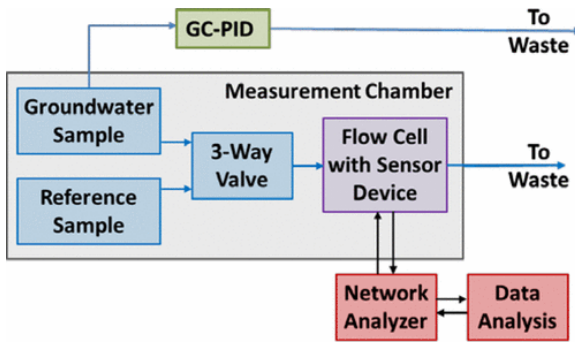 GC-PID
To
Waste
Measurement Chamber
Groundwater
Sample
3-Way
Valve
Flow Cell
with Sensor
Device
To
Waste
Reference
Sample
Network
Analyzer
Data
Analysis